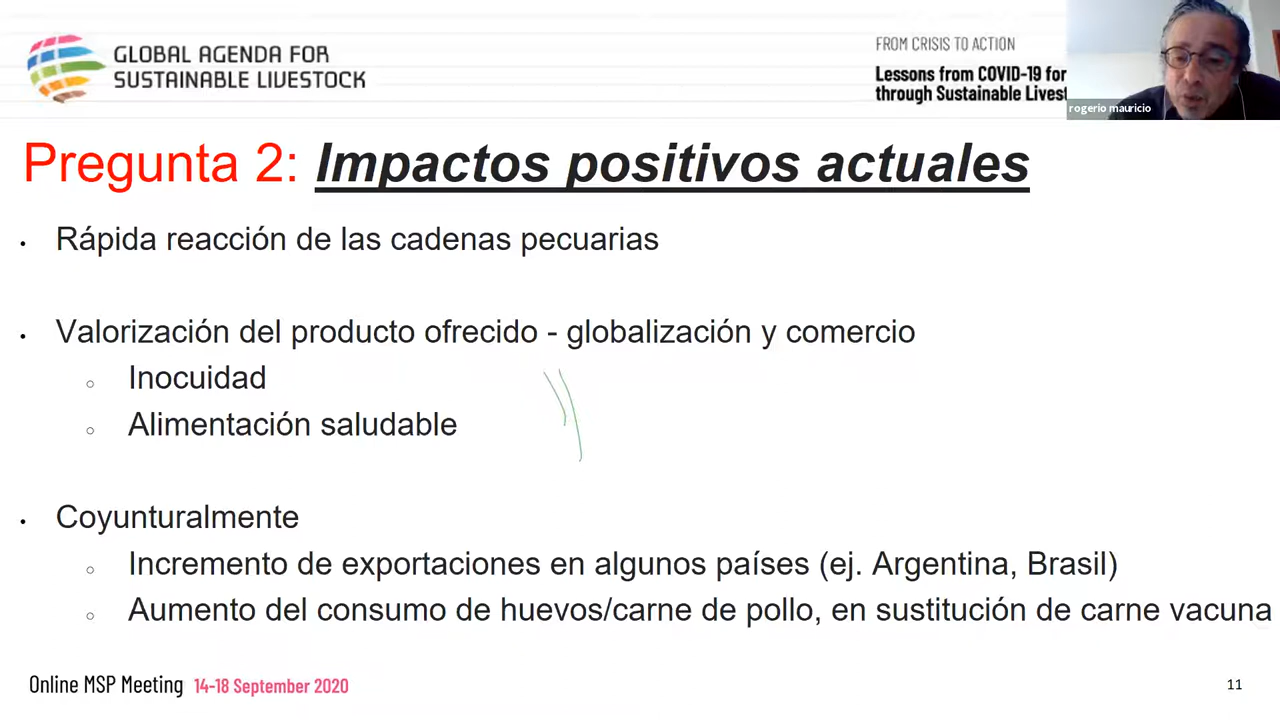 GLOBAL AGENDA FOR
SUSTAINABLE LIVESTOCK
FROM CRISIS TO ACTION
Lessons from COVID-19 for
through Sustainable
rogerio mauricio
Pregunta 2: Impactos positivos actuales
• Rápida reacción de las cadenas pecuarias
• Valorización del producto ofrecido - globalización y comercio
○ Inocuidad
○ Alimentación saludable
• Coyunturalmente
○ Incremento de exportaciones en algunos países (ej. Argentina, Brasil)
○ Aumento del consumo de huevos/carne de pollo, en sustitución de carne vacuna
Online MSP Meeting 14-18 September 2020
11